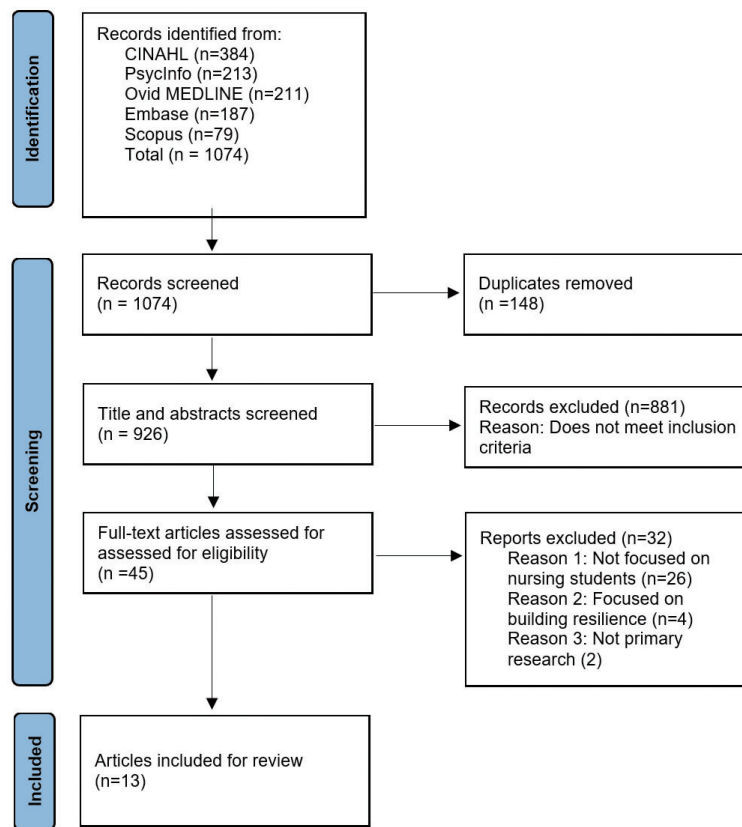 Identification
Records identified from:
CINAHL (n=384)
PsycInfo (n=213)
Ovid MEDLINE (n=211)
Embase (n=187)
Scopus (n=79)
Total (n = 1074)
Screening
Records screened
(n = 1074)
Duplicates removed
(n =148)
Title and abstracts screened
(n = 926)
Records excluded (n=881)
Reason: Does not meet inclusion
criteria
Full-text articles assessed for
assessed for eligibility
(n =45)
Reports excluded (n=32)
Reason 1: Not focused on
nursing students (n=26)
Reason 2: Focused on
building resilience (n=4)
Reason 3: Not primary
research (2)
Included
Articles included for review
(n=13)